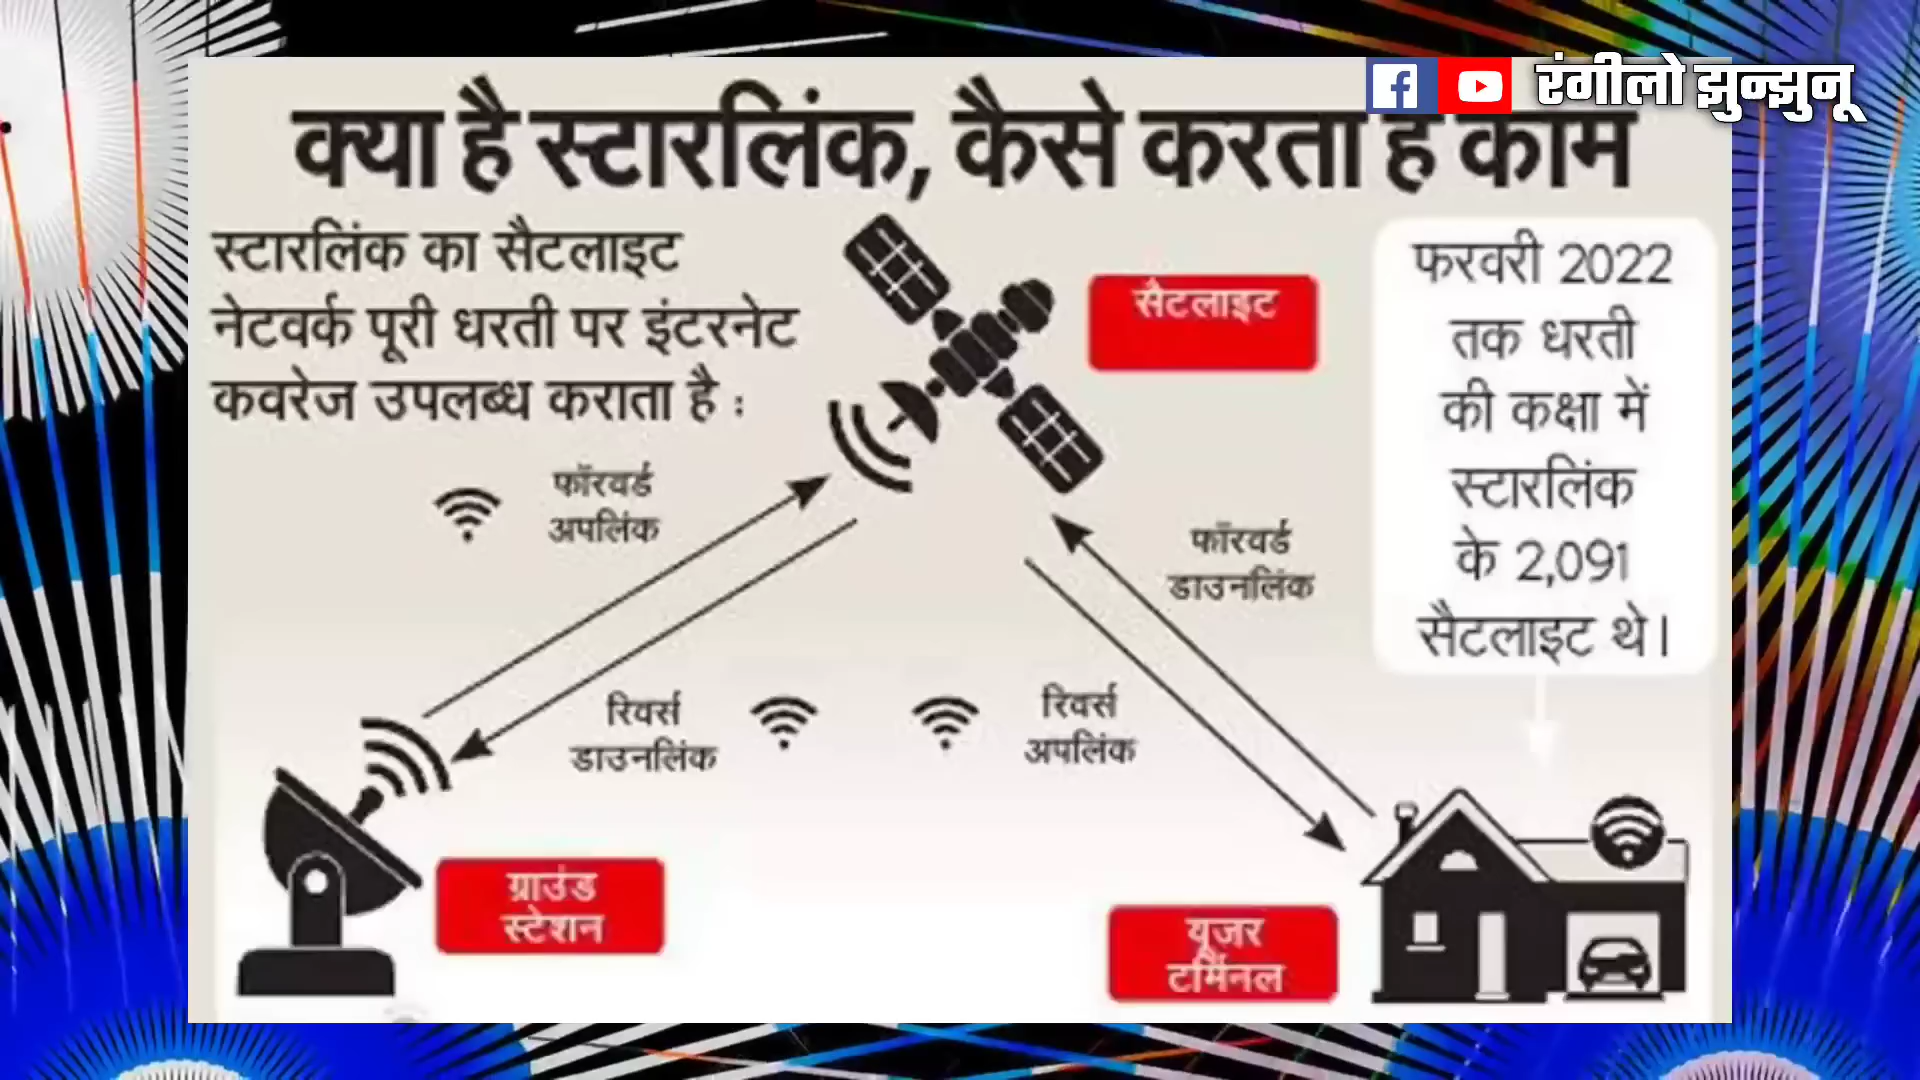 रंगीलो झुन्झुनू
क्या है स्टारलिंक, कैसे करता है काम
स्टारलिंक का सैटलाइट
नेटवर्क पूरी धरती पर इंटरनेट
कवरेज उपलब्ध कराता है :
सैटलाइट
फरवरी 2022
तक धरती
की कक्षा में
स्टारलिंक
के 2,091
सैटलाइट थे।
फॉरवर्ड
अपलिंक
फॉरवर्ड
डाउनलिंक
रिवर्स
डाउनलिंक
रिवर्स
अपलिंक
ग्राउंड
स्टेशन
यूजर
टर्मिनल